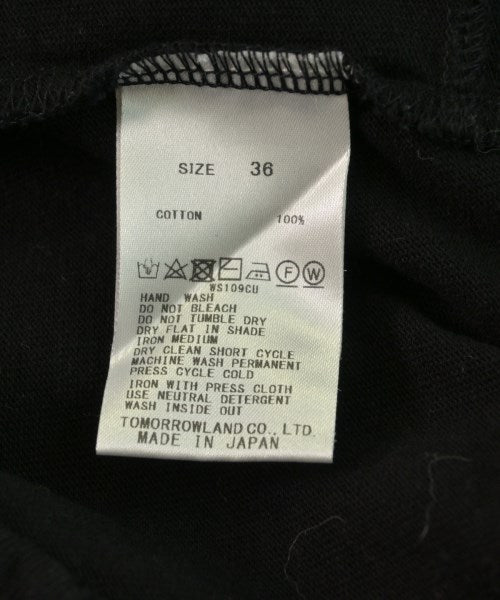 SIZE 36
COTTON 100%
F W
WS109CU
HAND WASH
DO NOT BLEACH
DO NOT TUMBLE DRY
DRY FLAT IN SHADE
IRON MEDIUM
DRY CLEAN SHORT CYCLE
MACHINE WASH PERMANENT
PRESS CYCLE COLD
IRON WITH PRESS CLOTH
USE NEUTRAL DETERGENT
WASH INSIDE OUT
TOMORROWLAND CO., LTD.
MADE IN JAPAN